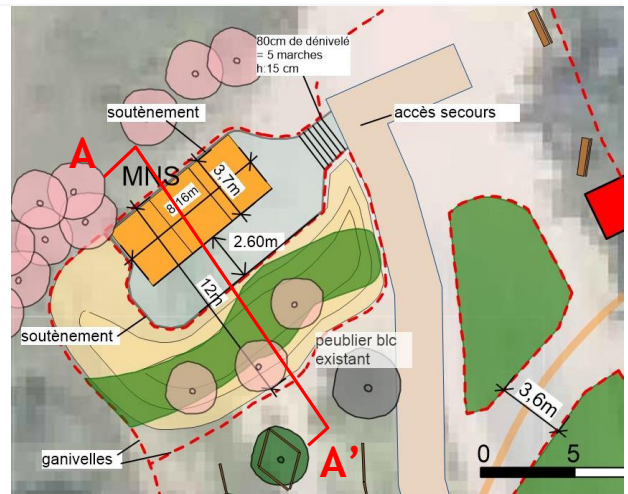 80cm de dénivelé
= 5 marches
h:15 cm
soutènement
accès secours
A
MNS
3,7m
8,16m
2.60m
12m
soutènement
peublier blc
existant
3,6m
ganivelles
A'
0 5